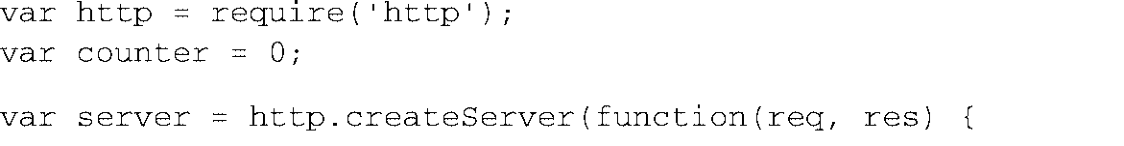 var http = require('http');
var counter = 0;
var server = http.createServer(function(req, res) {